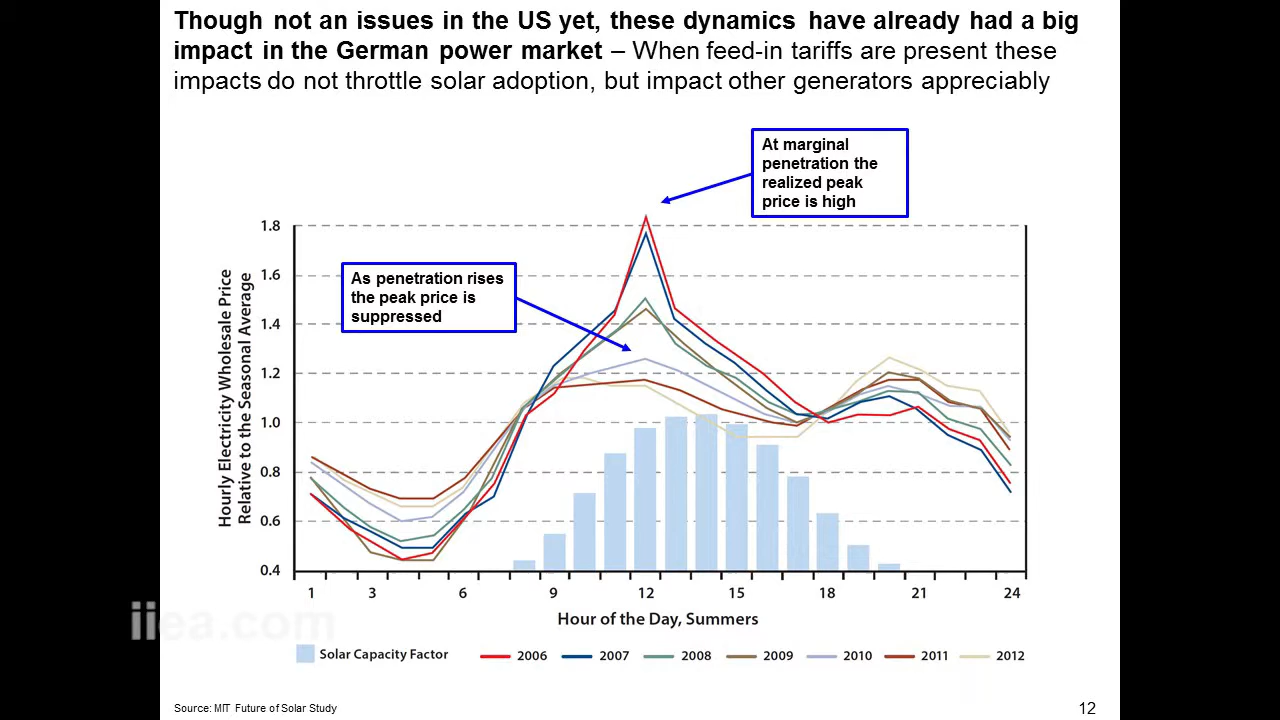 Though not an issues in the US yet, these dynamics have already had a big
impact in the German power market – When feed-in tariffs are present these
impacts do not throttle solar adoption, but impact other generators appreciably
At marginal
penetration the
realized peak
price is high
As penetration rises
the peak price is
suppressed
Hourly Electricity Wholesale Price
Relative to the Seasonal Average
1.8
1.6
1.4
1.2
1.0
0.8
0.6
0.4
1 3 6 9 12 15 18 21 24
Hour of the Day, Summers
Solar Capacity Factor 2006 2007 2008 2009 2010 2011 2012
iiea.com
Source: MIT Future of Solar Study
12